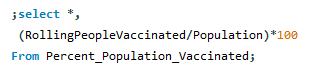 ;select *,
(RollingPeopleVaccinated/Population)*100
From Percent_Population_Vaccinated;